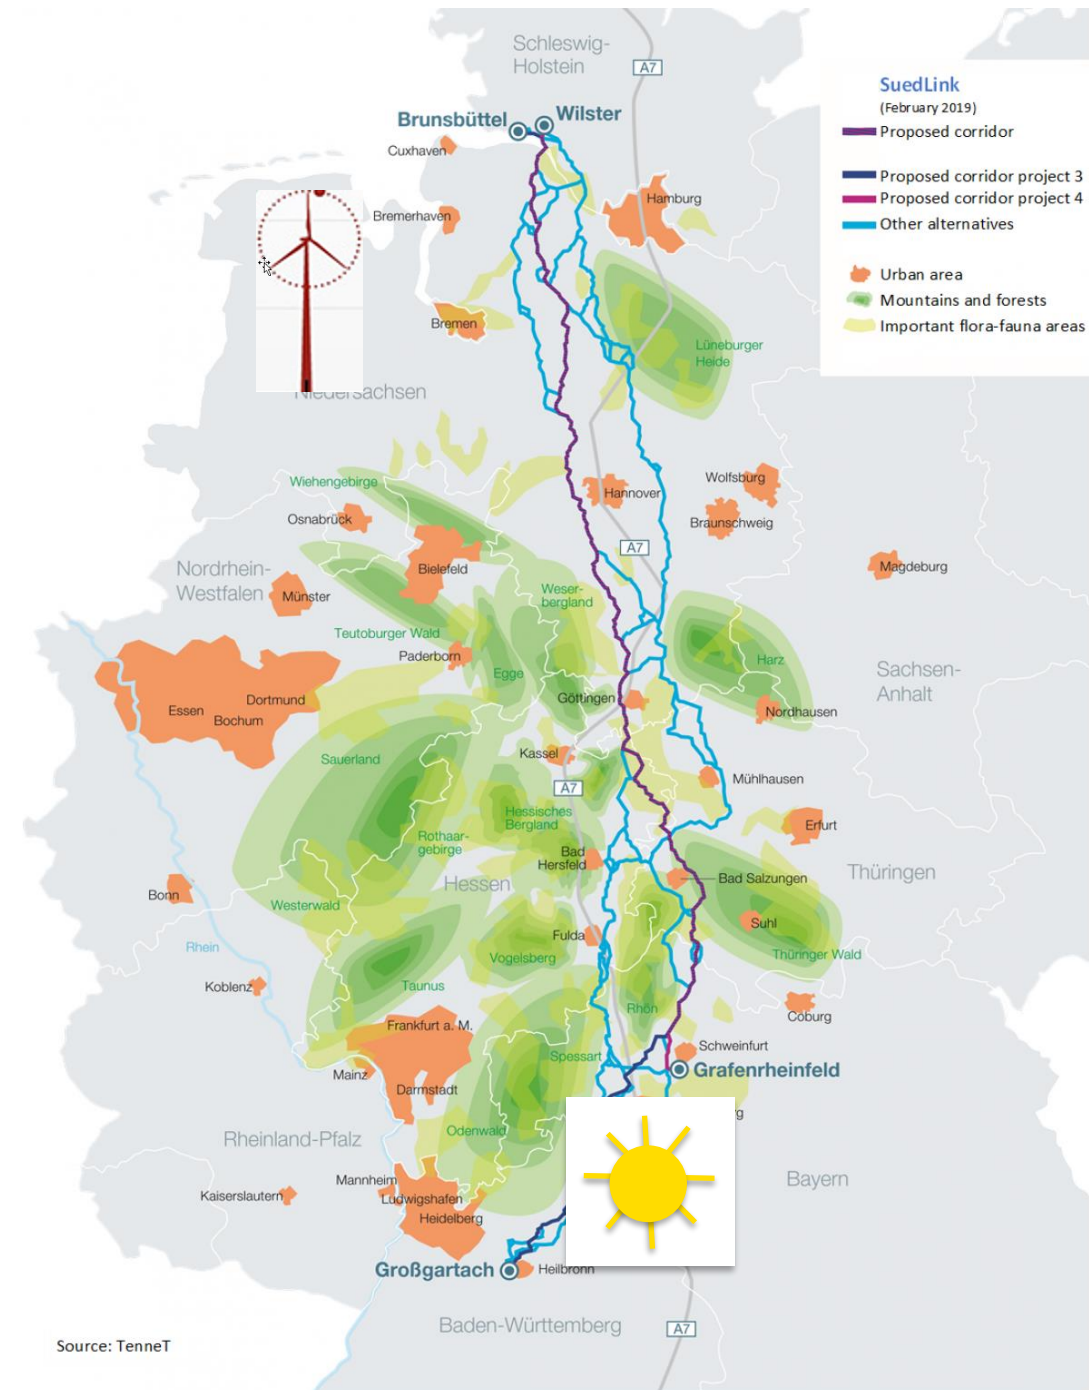 Schleswig-
Holstein
A7
SuedLink
(February 2019)
Proposed corridor
Proposed corridor project 3
Proposed corridor project 4
Other alternatives
Urban area
Mountains and forests
Important flora-fauna areas
Brunsbüttel
Wilster
Cuxhaven
Hamburg
Bremerhaven
Bremen
Lüneburger
Heide
Niedersachsen
Wiehengebirge
Hannover
Wolfsburg
Osnabrück
Braunschweig
A7
Bielefeld
Magdeburg
Nordrhein-
Westfalen
Münster
Weser-
bergland
Teutoburger Wald
Paderborn
Harz
Egge
Sachsen-
Anhalt
Göttingen
Dortmund
Essen
Bochum
Nordhausen
Kassel
Sauerland
Mühlhausen
A7
Hessisches
Bergland
Erfurt
Rothaar-
gebirge
Bad
Hersfeld
Hessen
Bad Salzungen
Thüringen
Bonn
Westerwald
Suhl
Fulda
Rhein
Vogelsberg
Thüringer Wald
Koblenz
Taunus
Rhön
Coburg
Frankfurt a. M.
Schweinfurt
Spessart
Grafenrheinfeld
Mainz
Darmstadt
g
Odenwald
Rheinland-Pfalz
Mannheim
Bayern
Kaiserslautern
Ludwigshafen
Heidelberg
Großgartach
Heilbronn
Baden-Württemberg
A7
Source: TenneT